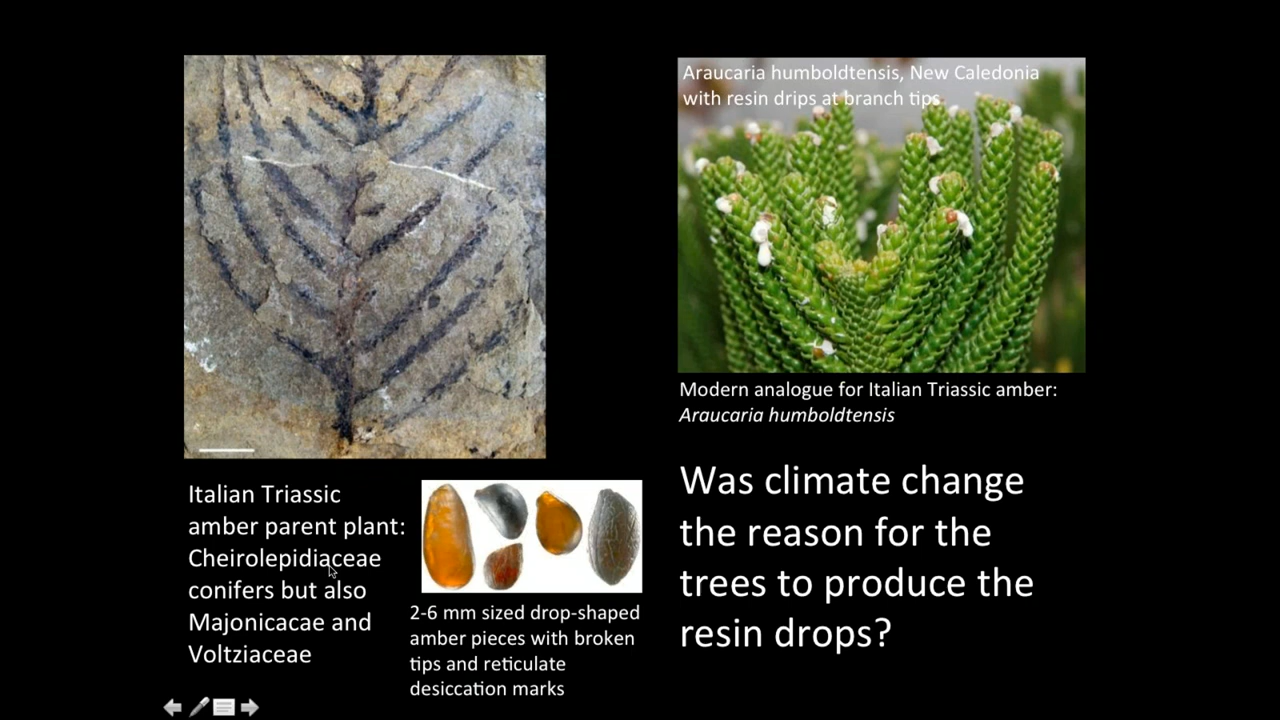 Araucaria humboldtensis, New Caledonia
with resin drips at branch tips
Modern analogue for Italian Triassic amber:
Araucaria humboldtensis
Italian Triassic
amber parent plant:
Cheirolepidiaceae
conifers but also
Majonicacae and
Voltziaceae
2-6 mm sized drop-shaped
amber pieces with broken
tips and reticulate
desiccation marks
Was climate change
the reason for the
trees to produce the
resin drops?